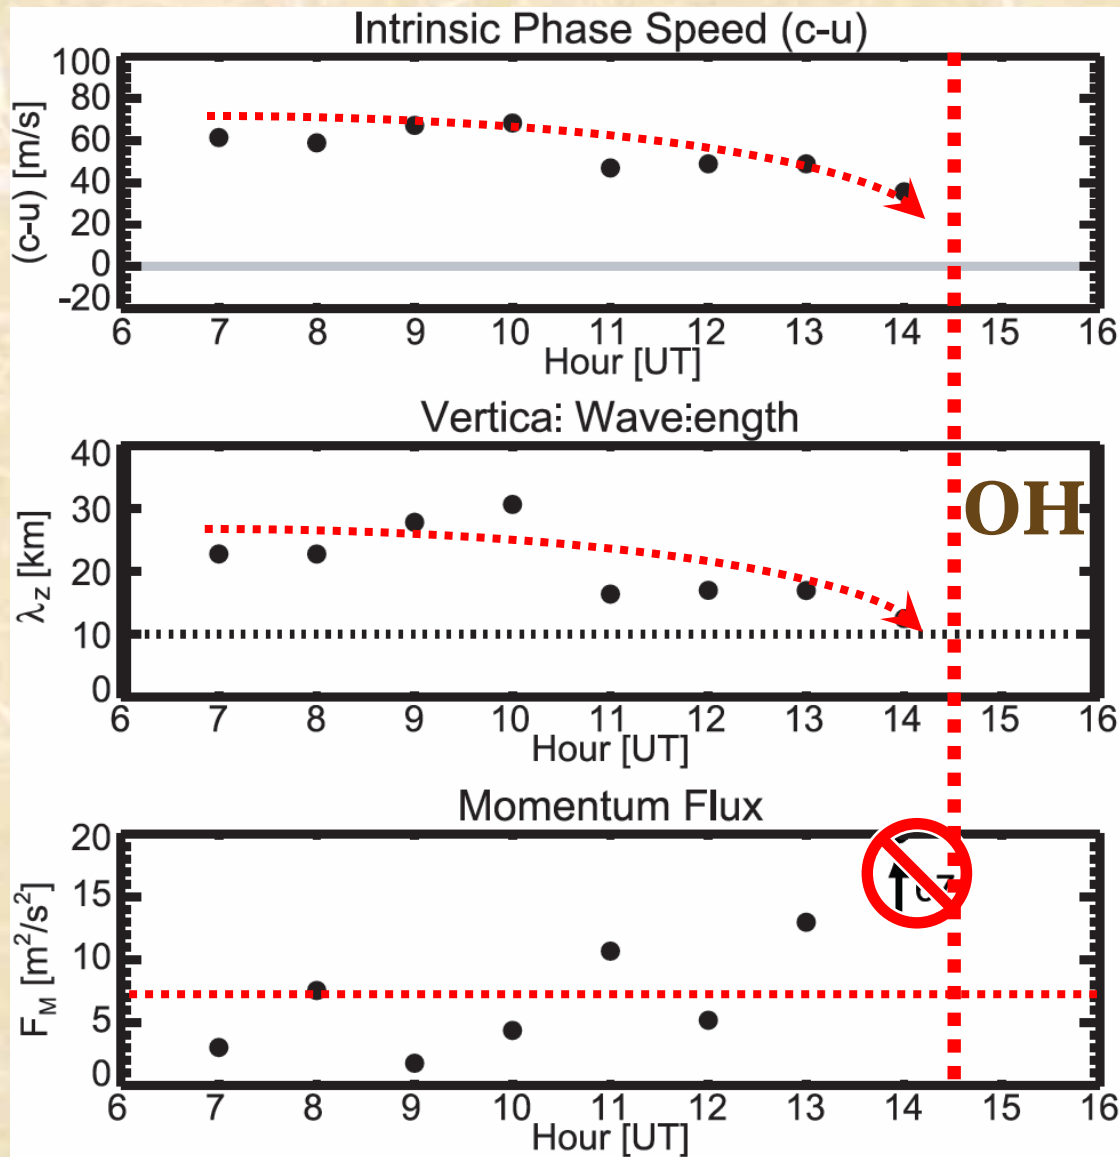 Intrinsic Phase Speed (c-u)
(c-u) [m/s]
100
80
60
40
20
0
-20
6 7 8 9 10 11 12 13 14 15 16
Hour [UT]
Vertical Wavelength
λz [km]
40
30
20
10
0
OH
6 7 8 9 10 11 12 13 14 15 16
Hour [UT]
Momentum Flux
FM [m²/s²]
20
15
10
5
0
6 7 8 9 10 11 12 13 14 15 16
Hour [UT]